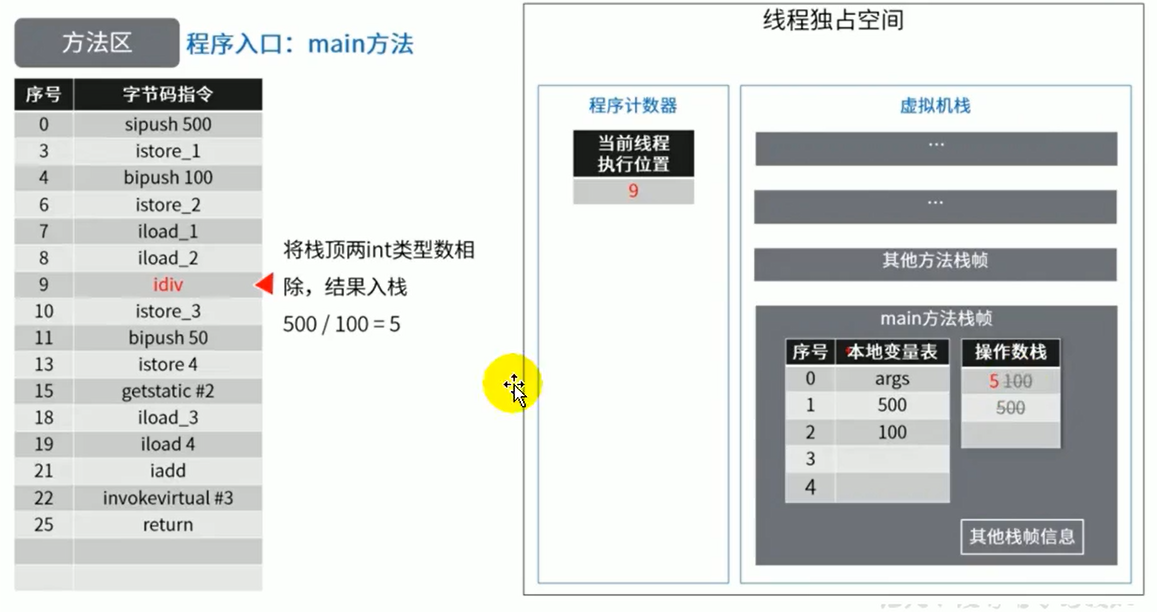 方法区 程序入口：main方法
序号 字节码指令
0 sipush 500
3 istore_1
4 bipush 100
6 istore_2
7 iload_1
8 iload_2
9 idiv
10 istore_3
11 bipush 50
13 istore 4
15 getstatic #2
18 iload_3
19 iload 4
21 iadd
22 invokevirtual #3
25 return
将栈顶两int类型数相
除，结果入栈
500 / 100 = 5
线程独占空间
程序计数器
当前线程
执行位置
9
虚拟机栈
...
...
其他方法栈帧
main方法栈帧
序号 本地变量表
0 args
1 500
2 100
3
4
操作数栈
5 100
500
其他栈帧信息